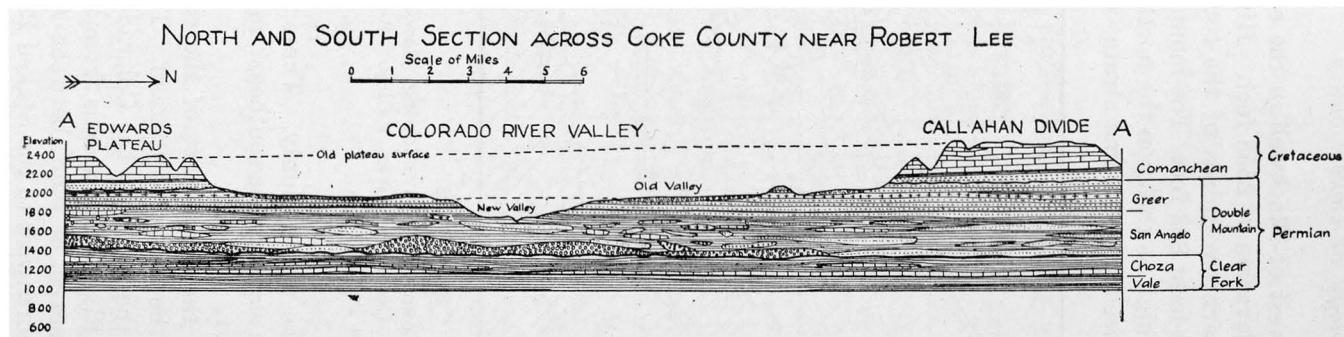 NORTH AND SOUTH SECTION ACROSS COKE COUNTY NEAR ROBERT LEE
Scale of Miles
0 1 2 3 4 5 6
N
A EDWARDS PLATEAU
COLORADO RIVER VALLEY
CALLAHAN DIVIDE A
Elevation
2400
2200
2000
1800
1600
1400
1200
1000
800
600
Old plateau surface
Old Valley
New Valley
Comanchean
Cretaceous
Greer
San Angelo
Double Mountain
Permian
Choza
Vale
Clear Fork